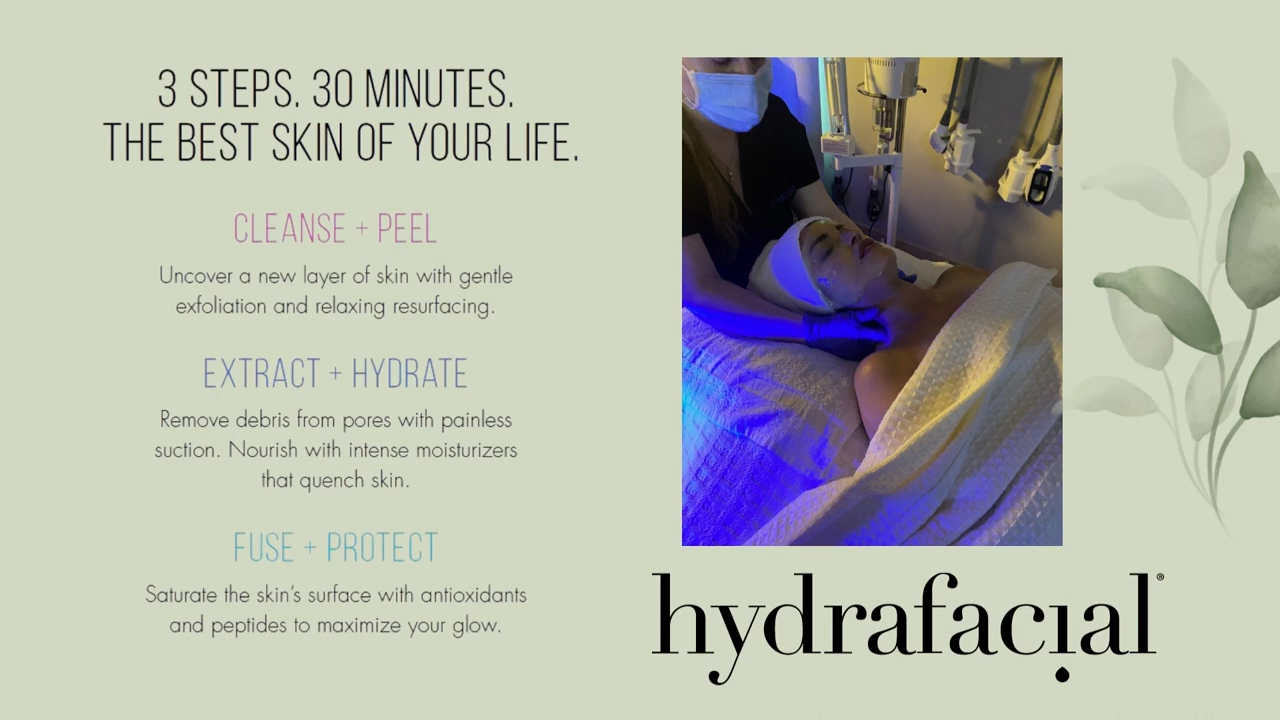 3 STEPS. 30 MINUTES.
THE BEST SKIN OF YOUR LIFE.
CLEANSE + PEEL
Uncover a new layer of skin with gentle
exfoliation and relaxing resurfacing.
EXTRACT + HYDRATE
Remove debris from pores with painless
suction. Nourish with intense moisturizers
that quench skin.
FUSE + PROTECT
Saturate the skin's surface with antioxidants
and peptides to maximize your glow.
hydrafacial®